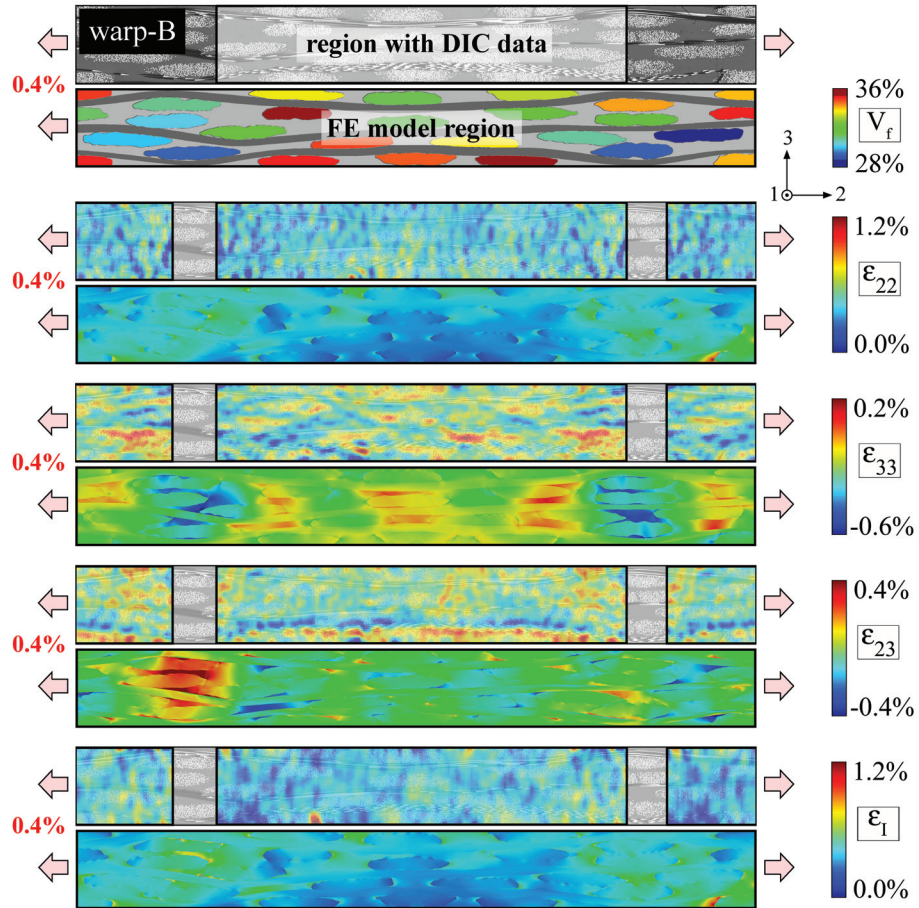 warp-B
region with DIC data
0.4%
FE model region
36%
V_f
28%
3
1
2
1.2%
ε₂₂
0.0%
0.4%
0.2%
ε₃₃
-0.6%
0.4%
0.4%
ε₂₃
-0.4%
0.4%
1.2%
ε_I
0.0%
0.4%